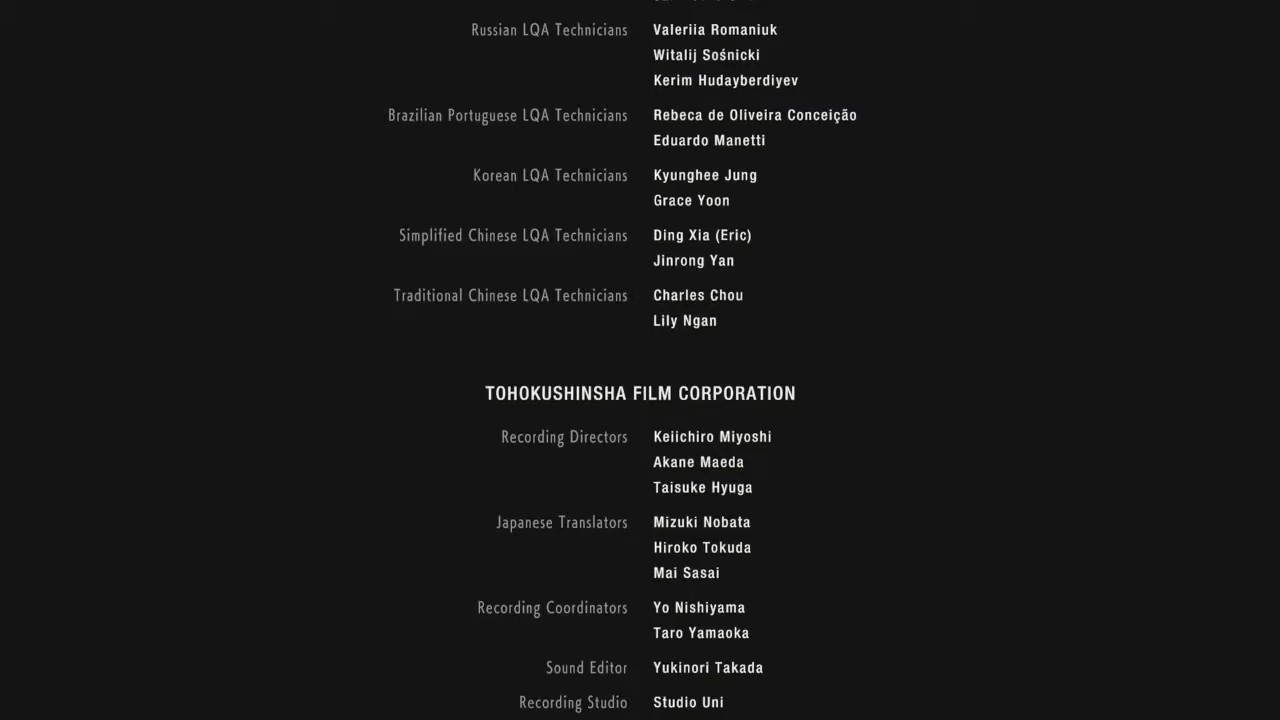 Russian LQA Technicians Valeriia Romaniuk
Witalij Sośnicki
Kerim Hudayberdiyev
Brazilian Portuguese LQA Technicians Rebeca de Oliveira Conceição
Eduardo Manetti
Korean LQA Technicians Kyunghee Jung
Grace Yoon
Simplified Chinese LQA Technicians Ding Xia (Eric)
Jinrong Yan
Traditional Chinese LQA Technicians Charles Chou
Lily Ngan
TOHOKUSHINSHA FILM CORPORATION
Recording Directors Keiichiro Miyoshi
Akane Maeda
Taisuke Hyuga
Japanese Translators Mizuki Nobata
Hiroko Tokuda
Mai Sasai
Recording Coordinators Yo Nishiyama
Taro Yamaoka
Sound Editor Yukinori Takada
Recording Studio Studio Uni